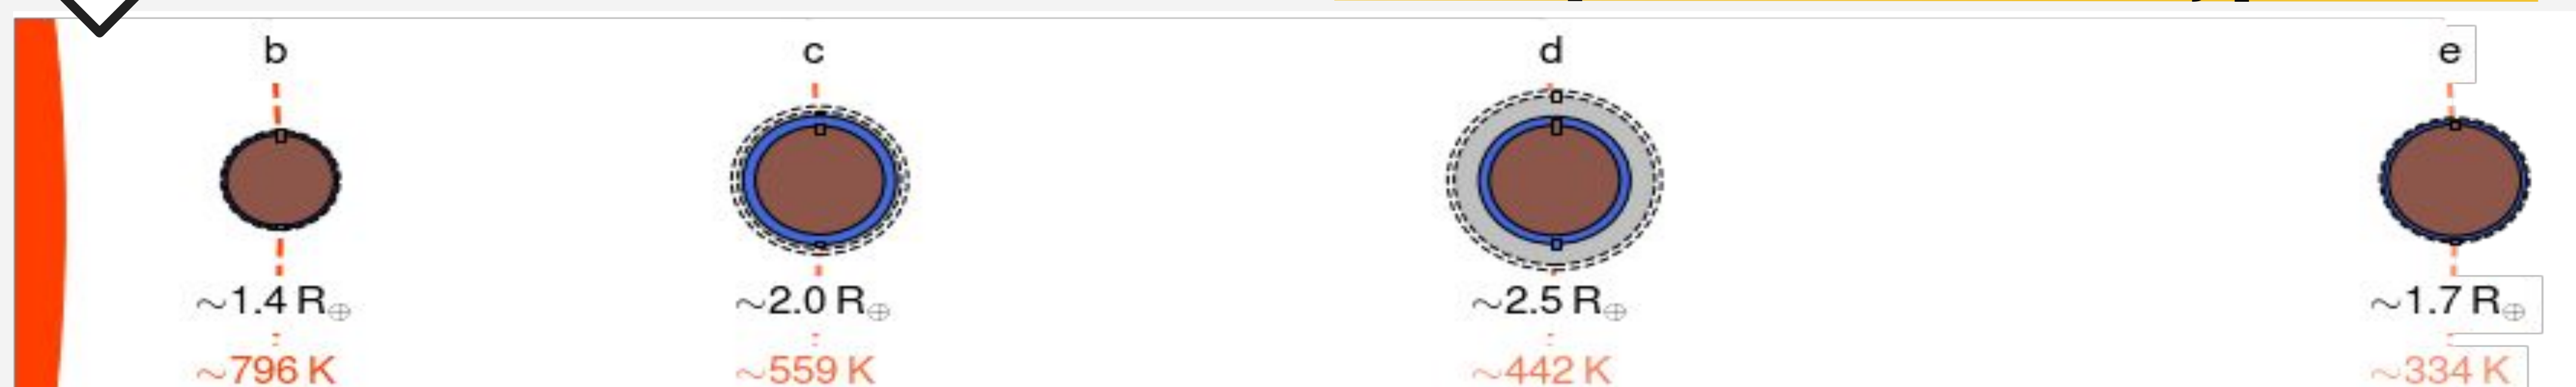 b c d e
~1.4 R⊕ ~2.0 R⊕ ~2.5 R⊕ ~1.7 R⊕
~796 K ~559 K ~442 K ~334 K